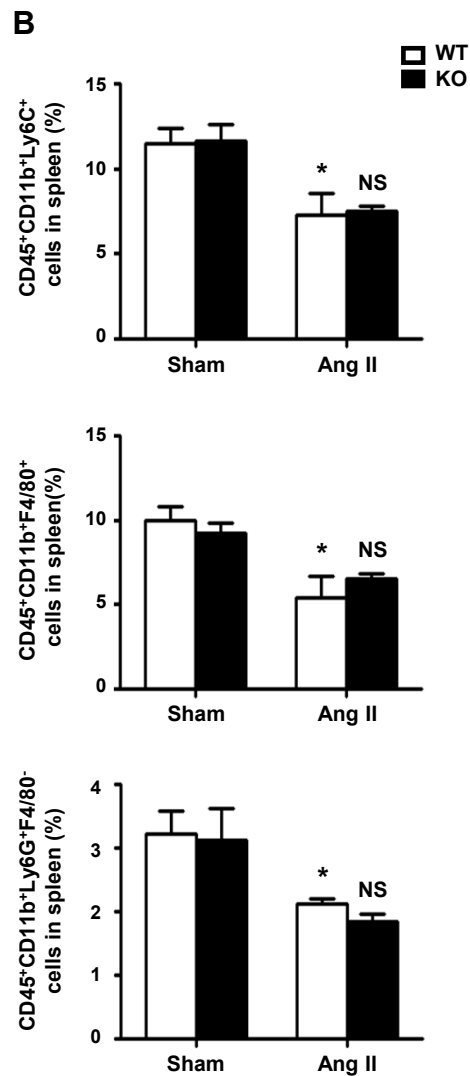 B
WT
KO
CD45⁺CD11b⁺Ly6C⁺
cells in spleen (%)
15
10
5
0
*
NS
Sham Ang II
CD45⁺CD11b⁺F4/80⁺
cells in spleen(%)
15
10
5
0
*
NS
Sham Ang II
CD45⁺CD11b⁺Ly6G⁺F4/80⁻
cells in spleen (%)
4
3
2
1
0
*
NS
Sham Ang II